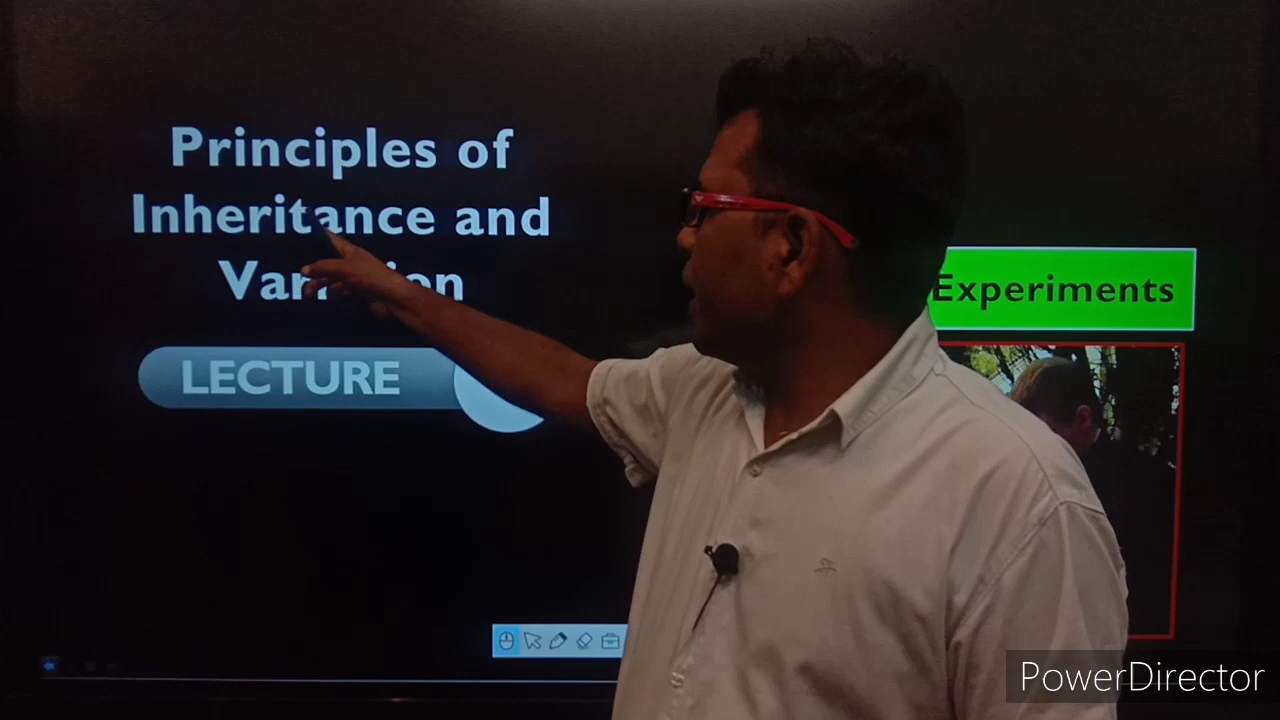 Principles of
Inheritance and
LECTURE
Experiments
PowerDirector